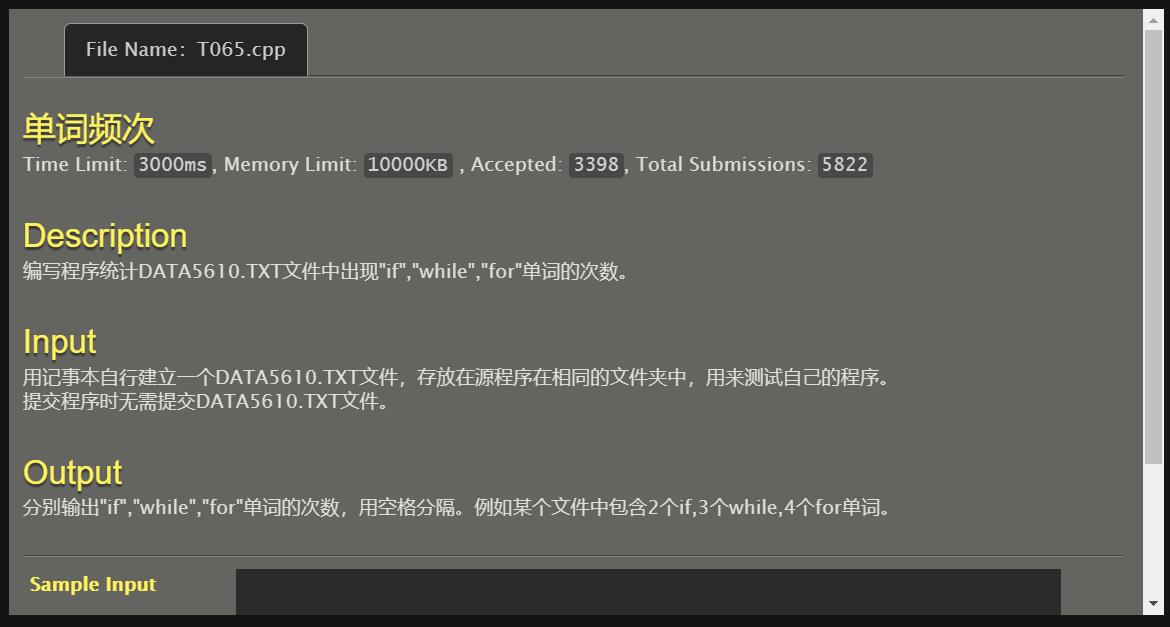 File Name：T065.cpp
单词频次
Time Limit: 3000ms, Memory Limit: 10000KB , Accepted: 3398, Total Submissions: 5822
Description
编写程序统计DATA5610.TXT文件中出现"if","while","for"单词的次数。
Input
用记事本自行建立一个DATA5610.TXT文件，存放在源程序在相同的文件夹中，用来测试自己的程序。
提交程序时无需提交DATA5610.TXT文件。
Output
分别输出"if","while","for"单词的次数，用空格分隔。例如某个文件中包含2个if,3个while,4个for单词。
Sample Input